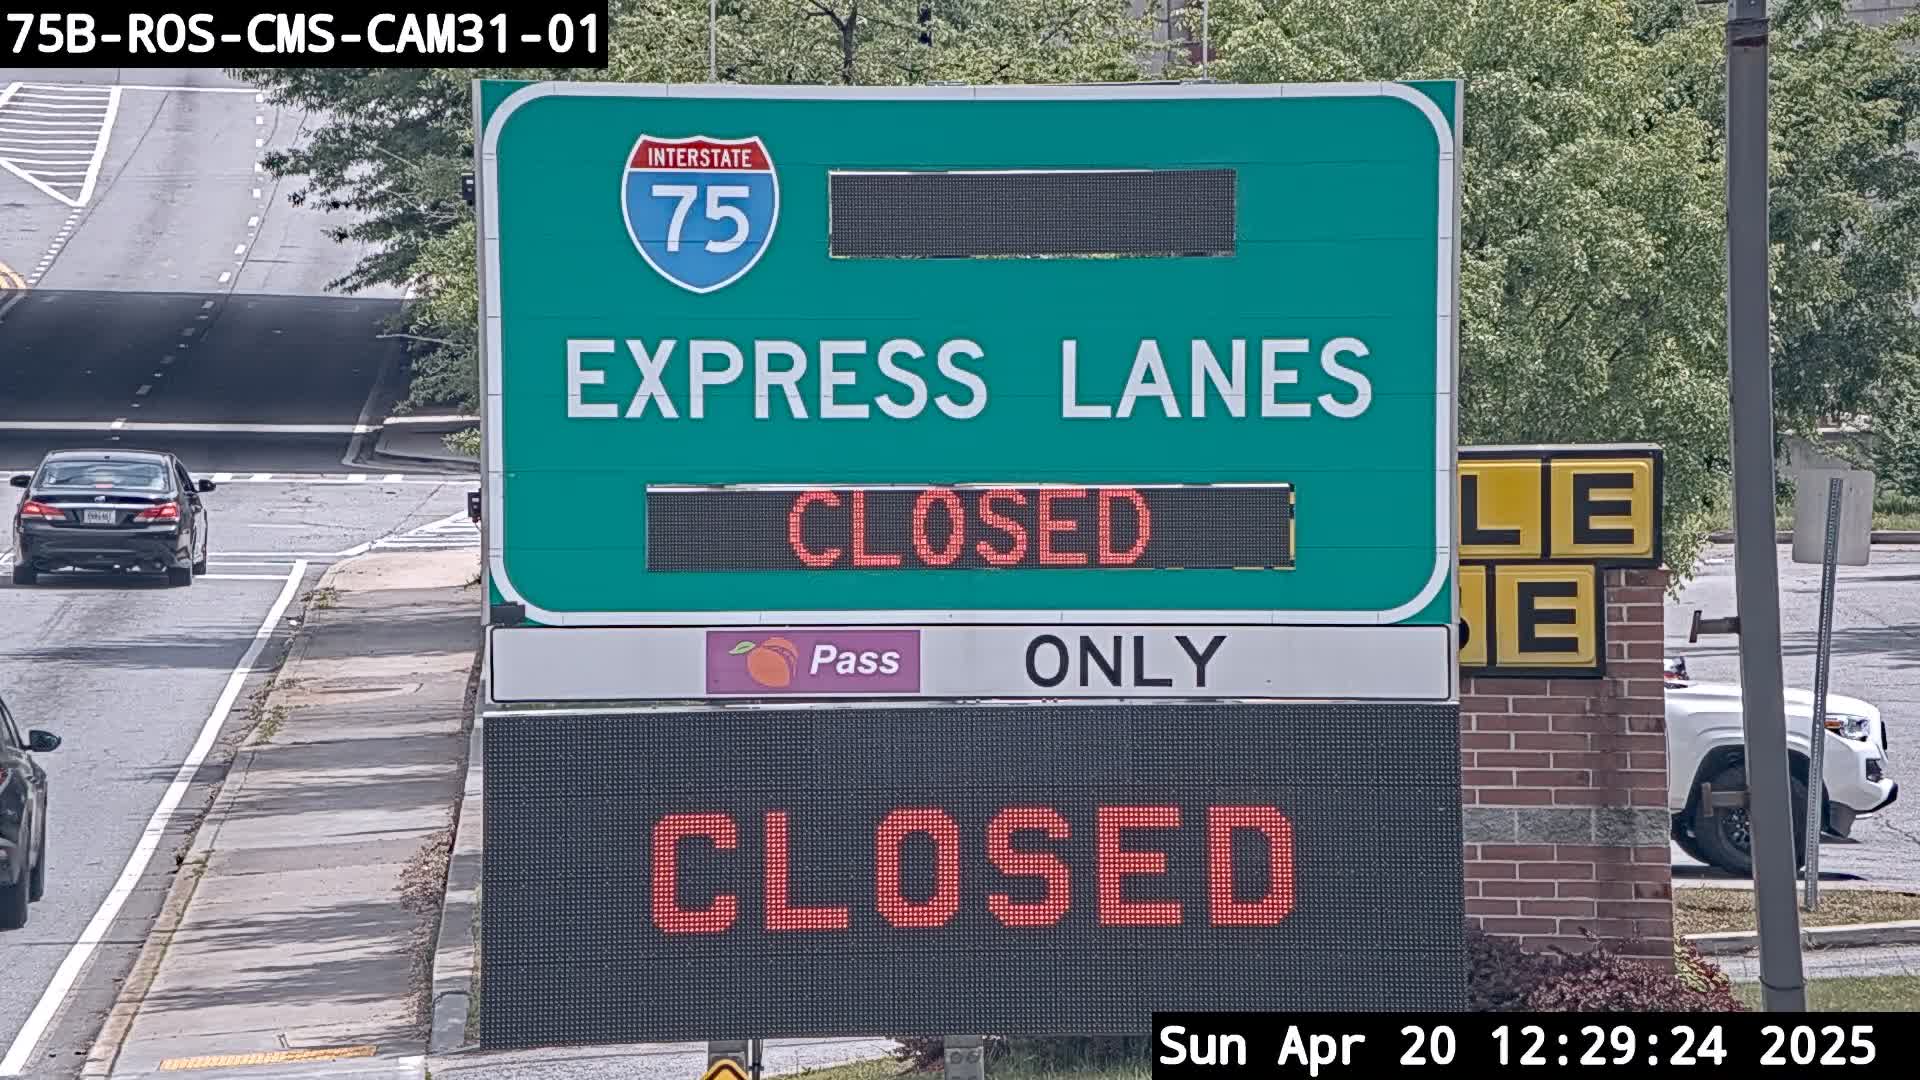 75B-ROS-CMS-CAM31-01
INTERSTATE
75
EXPRESS LANES
CLOSED
Pass ONLY
CLOSED
LE
E
Sun Apr 20 12:29:24 2025